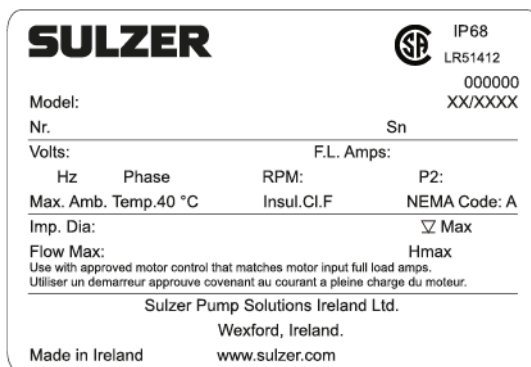 SULZER
IP68
LR51412
000000
Model: XX/XXXX
Nr. Sn
Volts: F.L. Amps:
Hz Phase RPM: P2:
Max. Amb. Temp.40 °C Insul.Cl.F NEMA Code: A
Imp. Dia: Max
Flow Max: Hmax
Use with approved motor control that matches motor input full load amps.
Utiliser un demarreur approuve covenant au courant a pleine charge du moteur.
Sulzer Pump Solutions Ireland Ltd.
Wexford, Ireland.
Made in Ireland www.sulzer.com